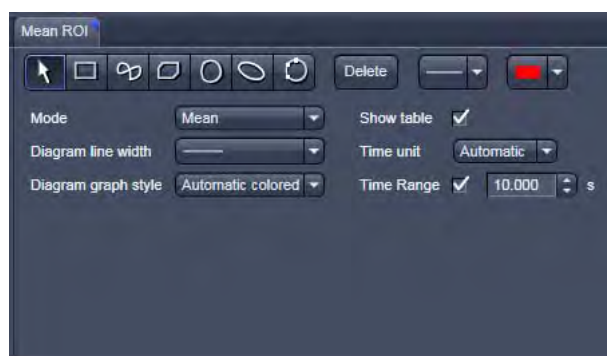 Mean ROI
Delete
Mode Mean Show table
Diagram line width Time unit Automatic
Diagram graph style Automatic colored Time Range 10.000 s